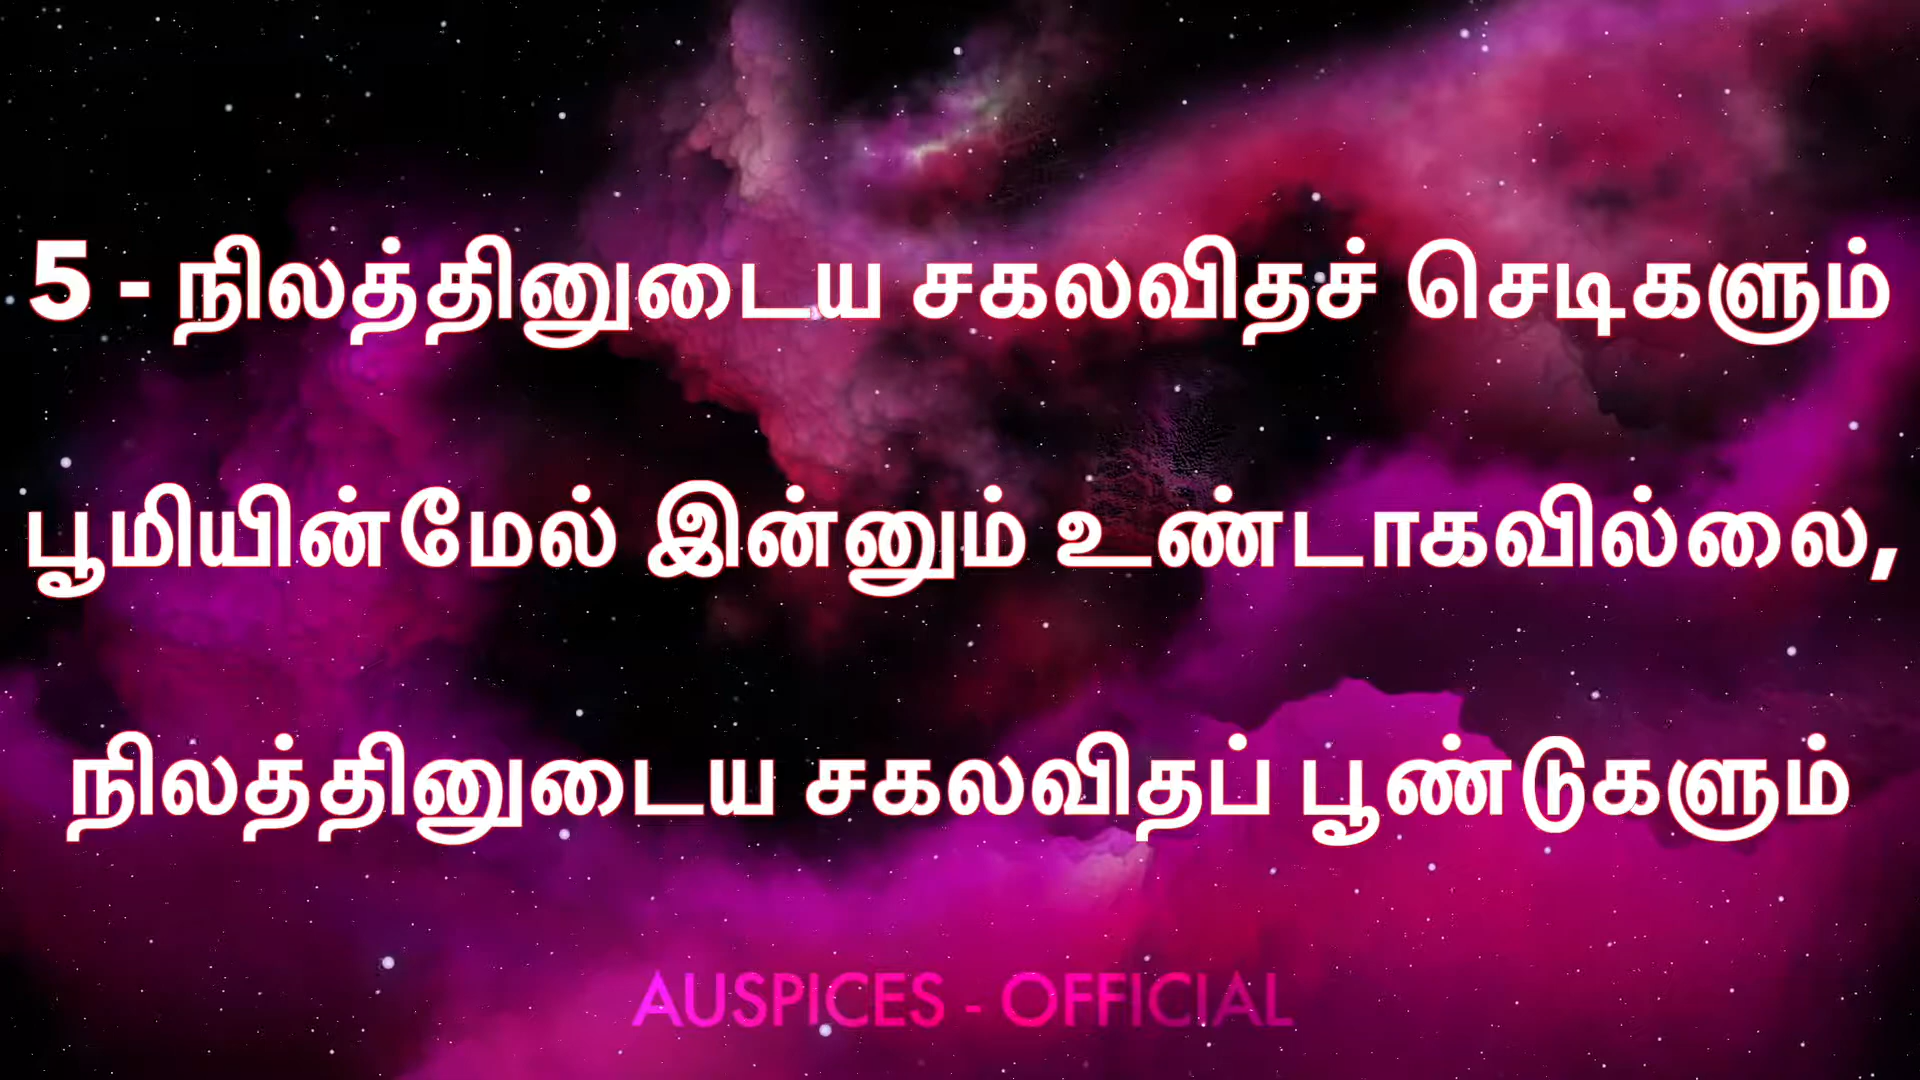 5 - நிலத்தினுடைய சகலவிதச் செடிகளும்
பூமியின்மேல் இன்னும் உண்டாகவில்லை,
நிலத்தினுடைய சகலவிதப் பூண்டுகளும்
AUSPICES - OFFICIAL